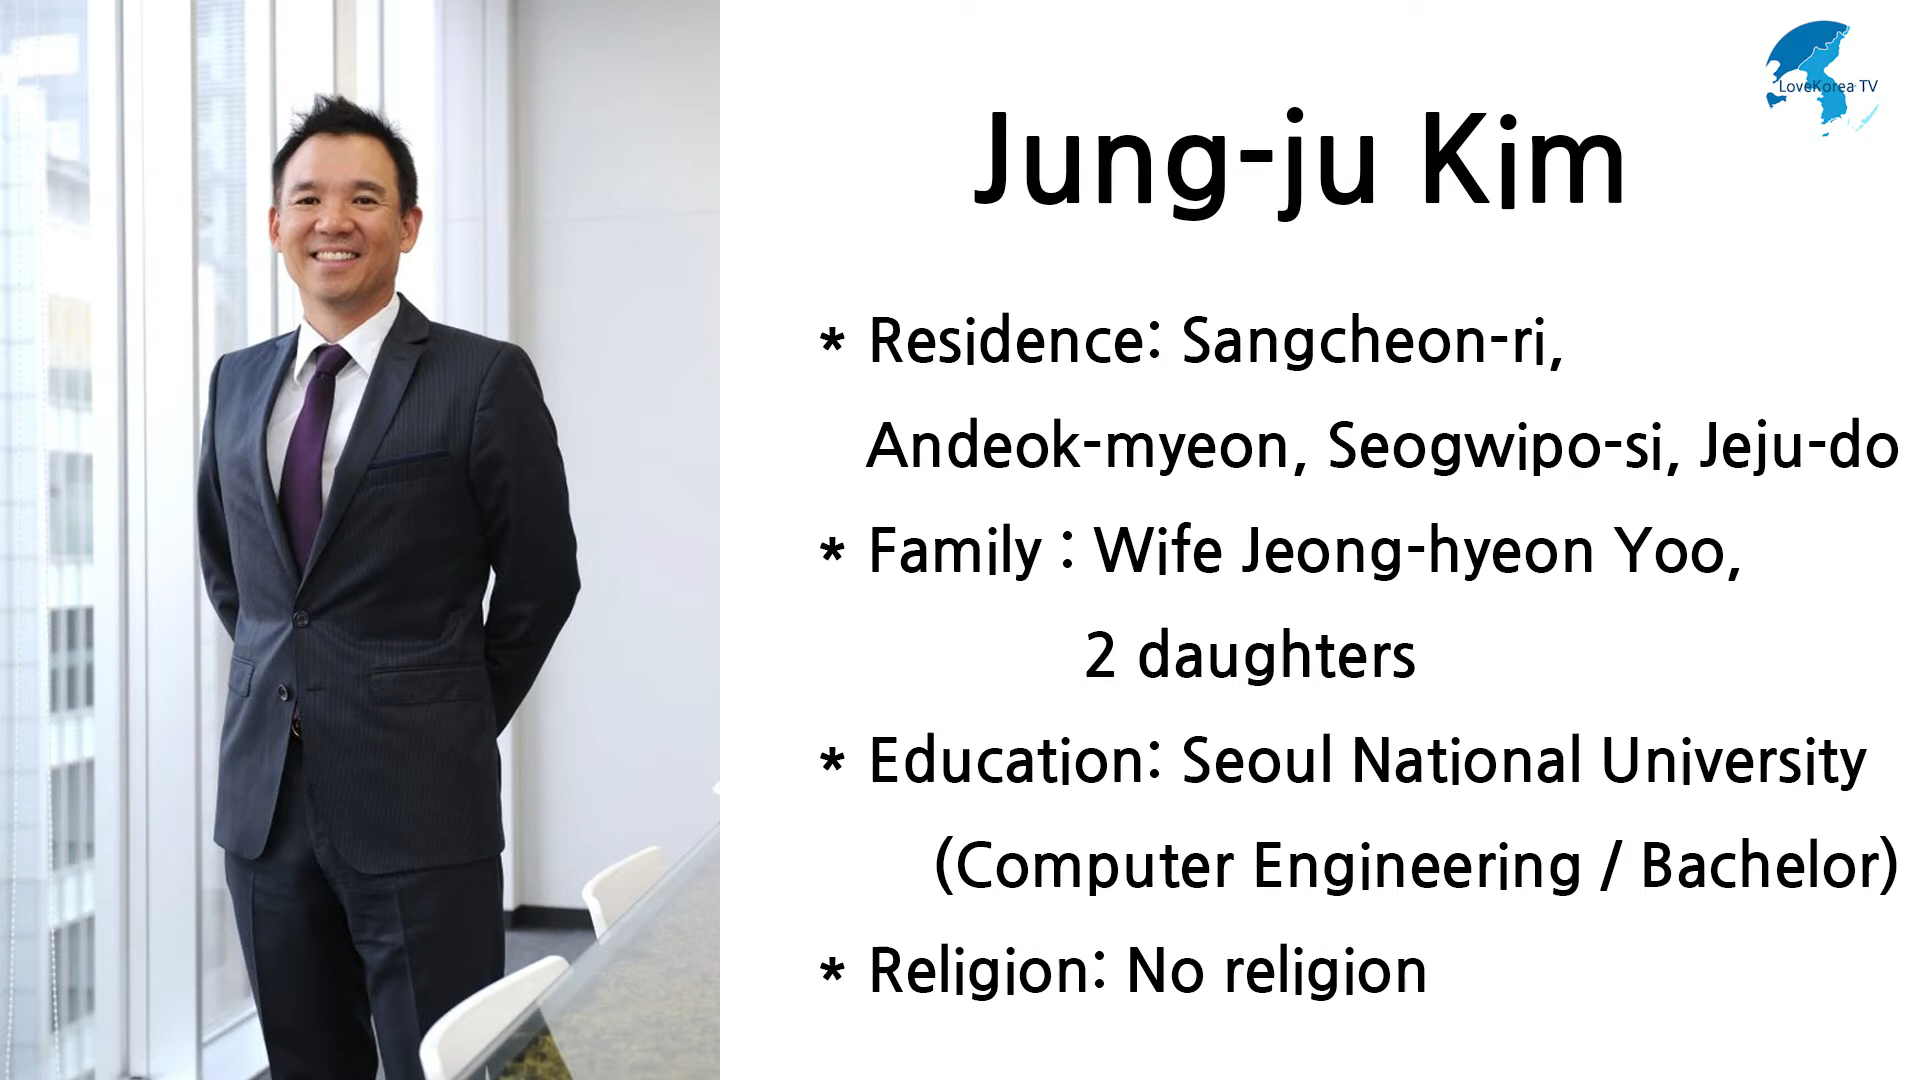 LoveKorea TV
Jung-ju Kim
* Residence: Sangcheon-ri,
Andeok-myeon, Seogwipo-si, Jeju-do
* Family : Wife Jeong-hyeon Yoo,
2 daughters
* Education: Seoul National University
(Computer Engineering / Bachelor)
* Religion: No religion